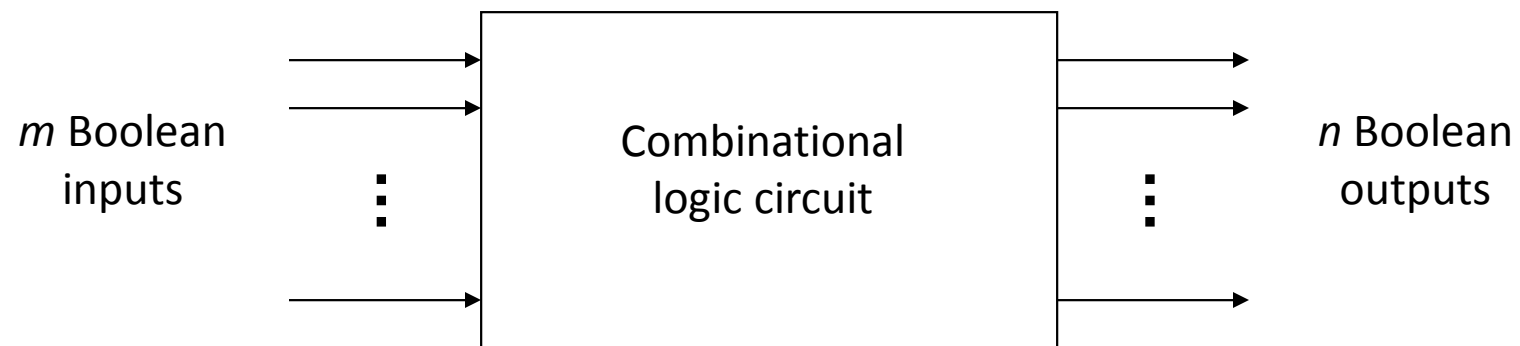 m Boolean
inputs
Combinational
logic circuit
n Boolean
outputs